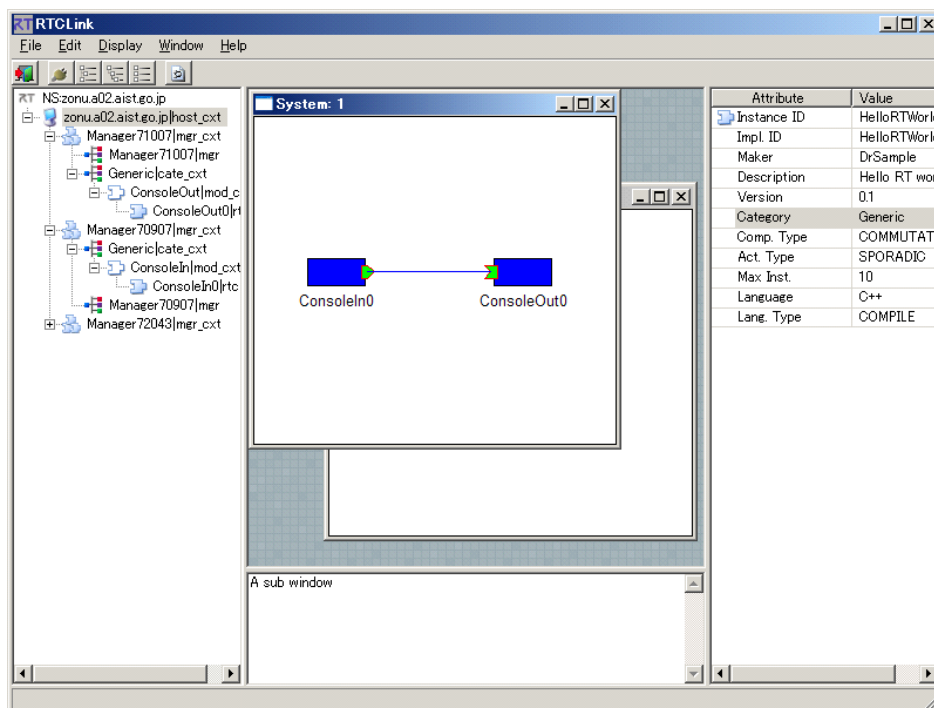 RTCLink
File Edit Display Window Help
NS:zonu.a02.aist.go.jp
zonu.a02.aist.go.jp|host_cxt
Manager71007|mgr_cxt
Manager71007|mgr
Generic|cate_cxt
ConsoleOut|mod_c
ConsoleOut0|rt
Manager70907|mgr_cxt
Generic|cate_cxt
ConsoleIn|mod_cxt
ConsoleIn0|rtc
Manager70907|mgr
Manager72043|mgr_cxt
System: 1
ConsoleIn0 ConsoleOut0
A sub window
Attribute Value
Instance ID HelloRTWorl
Impl. ID HelloRTWorl
Maker DrSample
Description Hello RT wor
Version 0.1
Category Generic
Comp. Type COMMUTAT
Act. Type SPORADIC
Max Inst. 10
Language C++
Lang. Type COMPILE